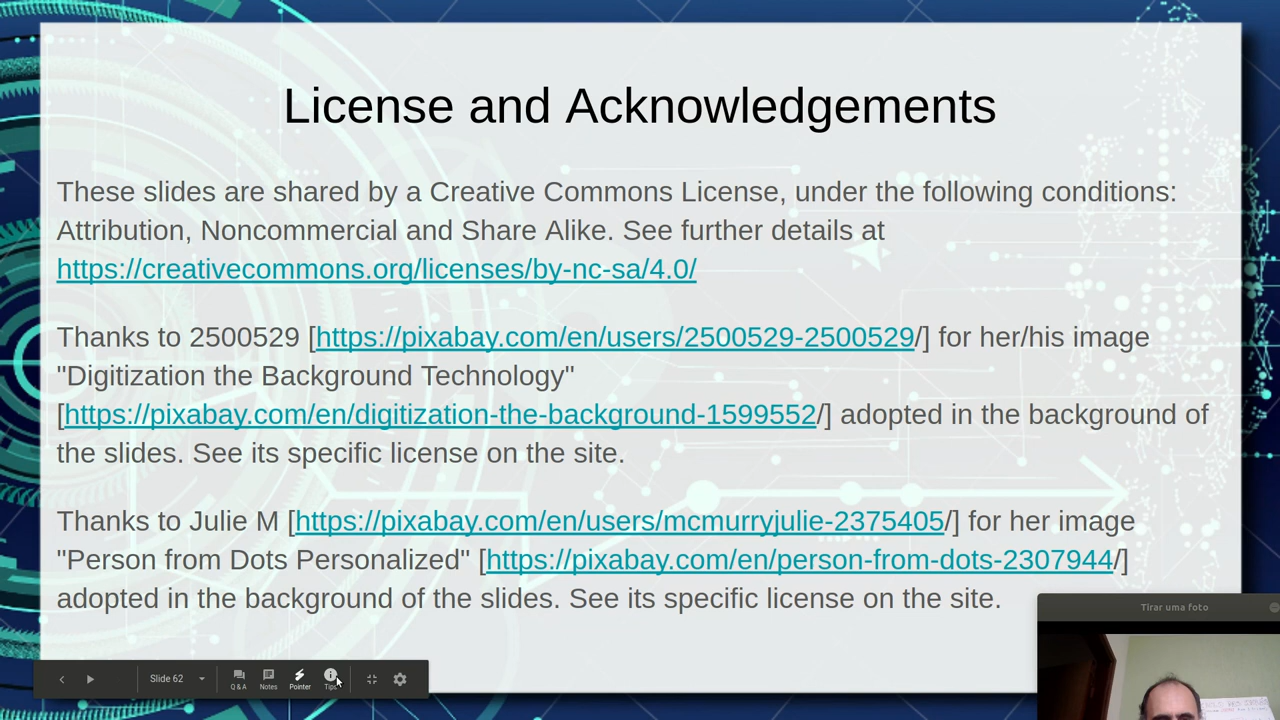 License and Acknowledgements
These slides are shared by a Creative Commons License, under the following conditions:
Attribution, Noncommercial and Share Alike. See further details at
https://creativecommons.org/licenses/by-nc-sa/4.0/
Thanks to 2500529 [https://pixabay.com/en/users/2500529-2500529/] for her/his image
"Digitization the Background Technology"
[https://pixabay.com/en/digitization-the-background-1599552/] adopted in the background of
the slides. See its specific license on the site.
Thanks to Julie M [https://pixabay.com/en/users/mcmurryjulie-2375405/] for her image
"Person from Dots Personalized" [https://pixabay.com/en/person-from-dots-2307944/]
adopted in the background of the slides. See its specific license on the site.
Tirar uma foto
Slide 62
Q & A Notes Pointer Tips